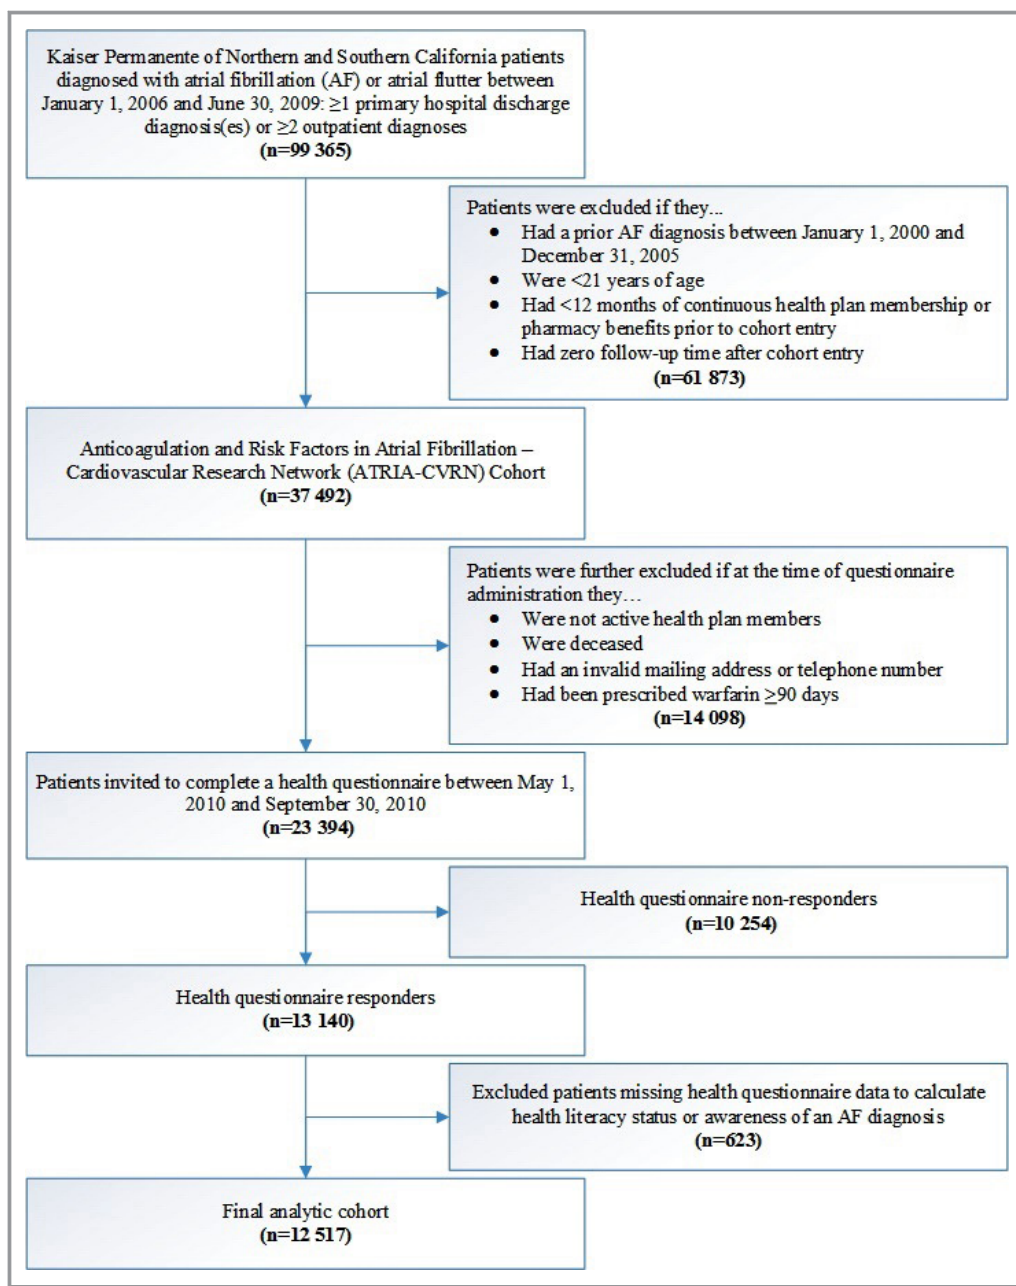 Kaiser Permanente of Northern and Southern California patients
diagnosed with atrial fibrillation (AF) or atrial flutter between
January 1, 2006 and June 30, 2009: ≥1 primary hospital discharge
diagnosis(es) or ≥2 outpatient diagnoses
(n=99 365)
Patients were excluded if they...
● Had a prior AF diagnosis between January 1, 2000 and
December 31, 2005
● Were <21 years of age
● Had <12 months of continuous health plan membership or
pharmacy benefits prior to cohort entry
● Had zero follow-up time after cohort entry
(n=61 873)
Anticoagulation and Risk Factors in Atrial Fibrillation –
Cardiovascular Research Network (ATRIA-CVRN) Cohort
(n=37 492)
Patients were further excluded if at the time of questionnaire
administration they…
● Were not active health plan members
● Were deceased
● Had an invalid mailing address or telephone number
● Had been prescribed warfarin ≥90 days
(n=14 098)
Patients invited to complete a health questionnaire between May 1,
2010 and September 30, 2010
(n=23 394)
Health questionnaire non-responders
(n=10 254)
Health questionnaire responders
(n=13 140)
Excluded patients missing health questionnaire data to calculate
health literacy status or awareness of an AF diagnosis
(n=623)
Final analytic cohort
(n=12 517)